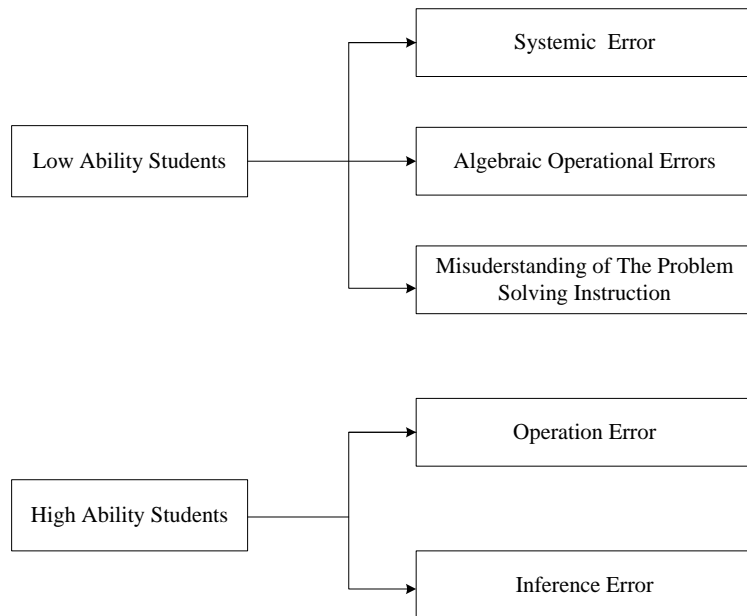 Systemic Error
Low Ability Students
Algebraic Operational Errors
Misuderstanding of The Problem
Solving Instruction
Operation Error
High Ability Students
Inference Error